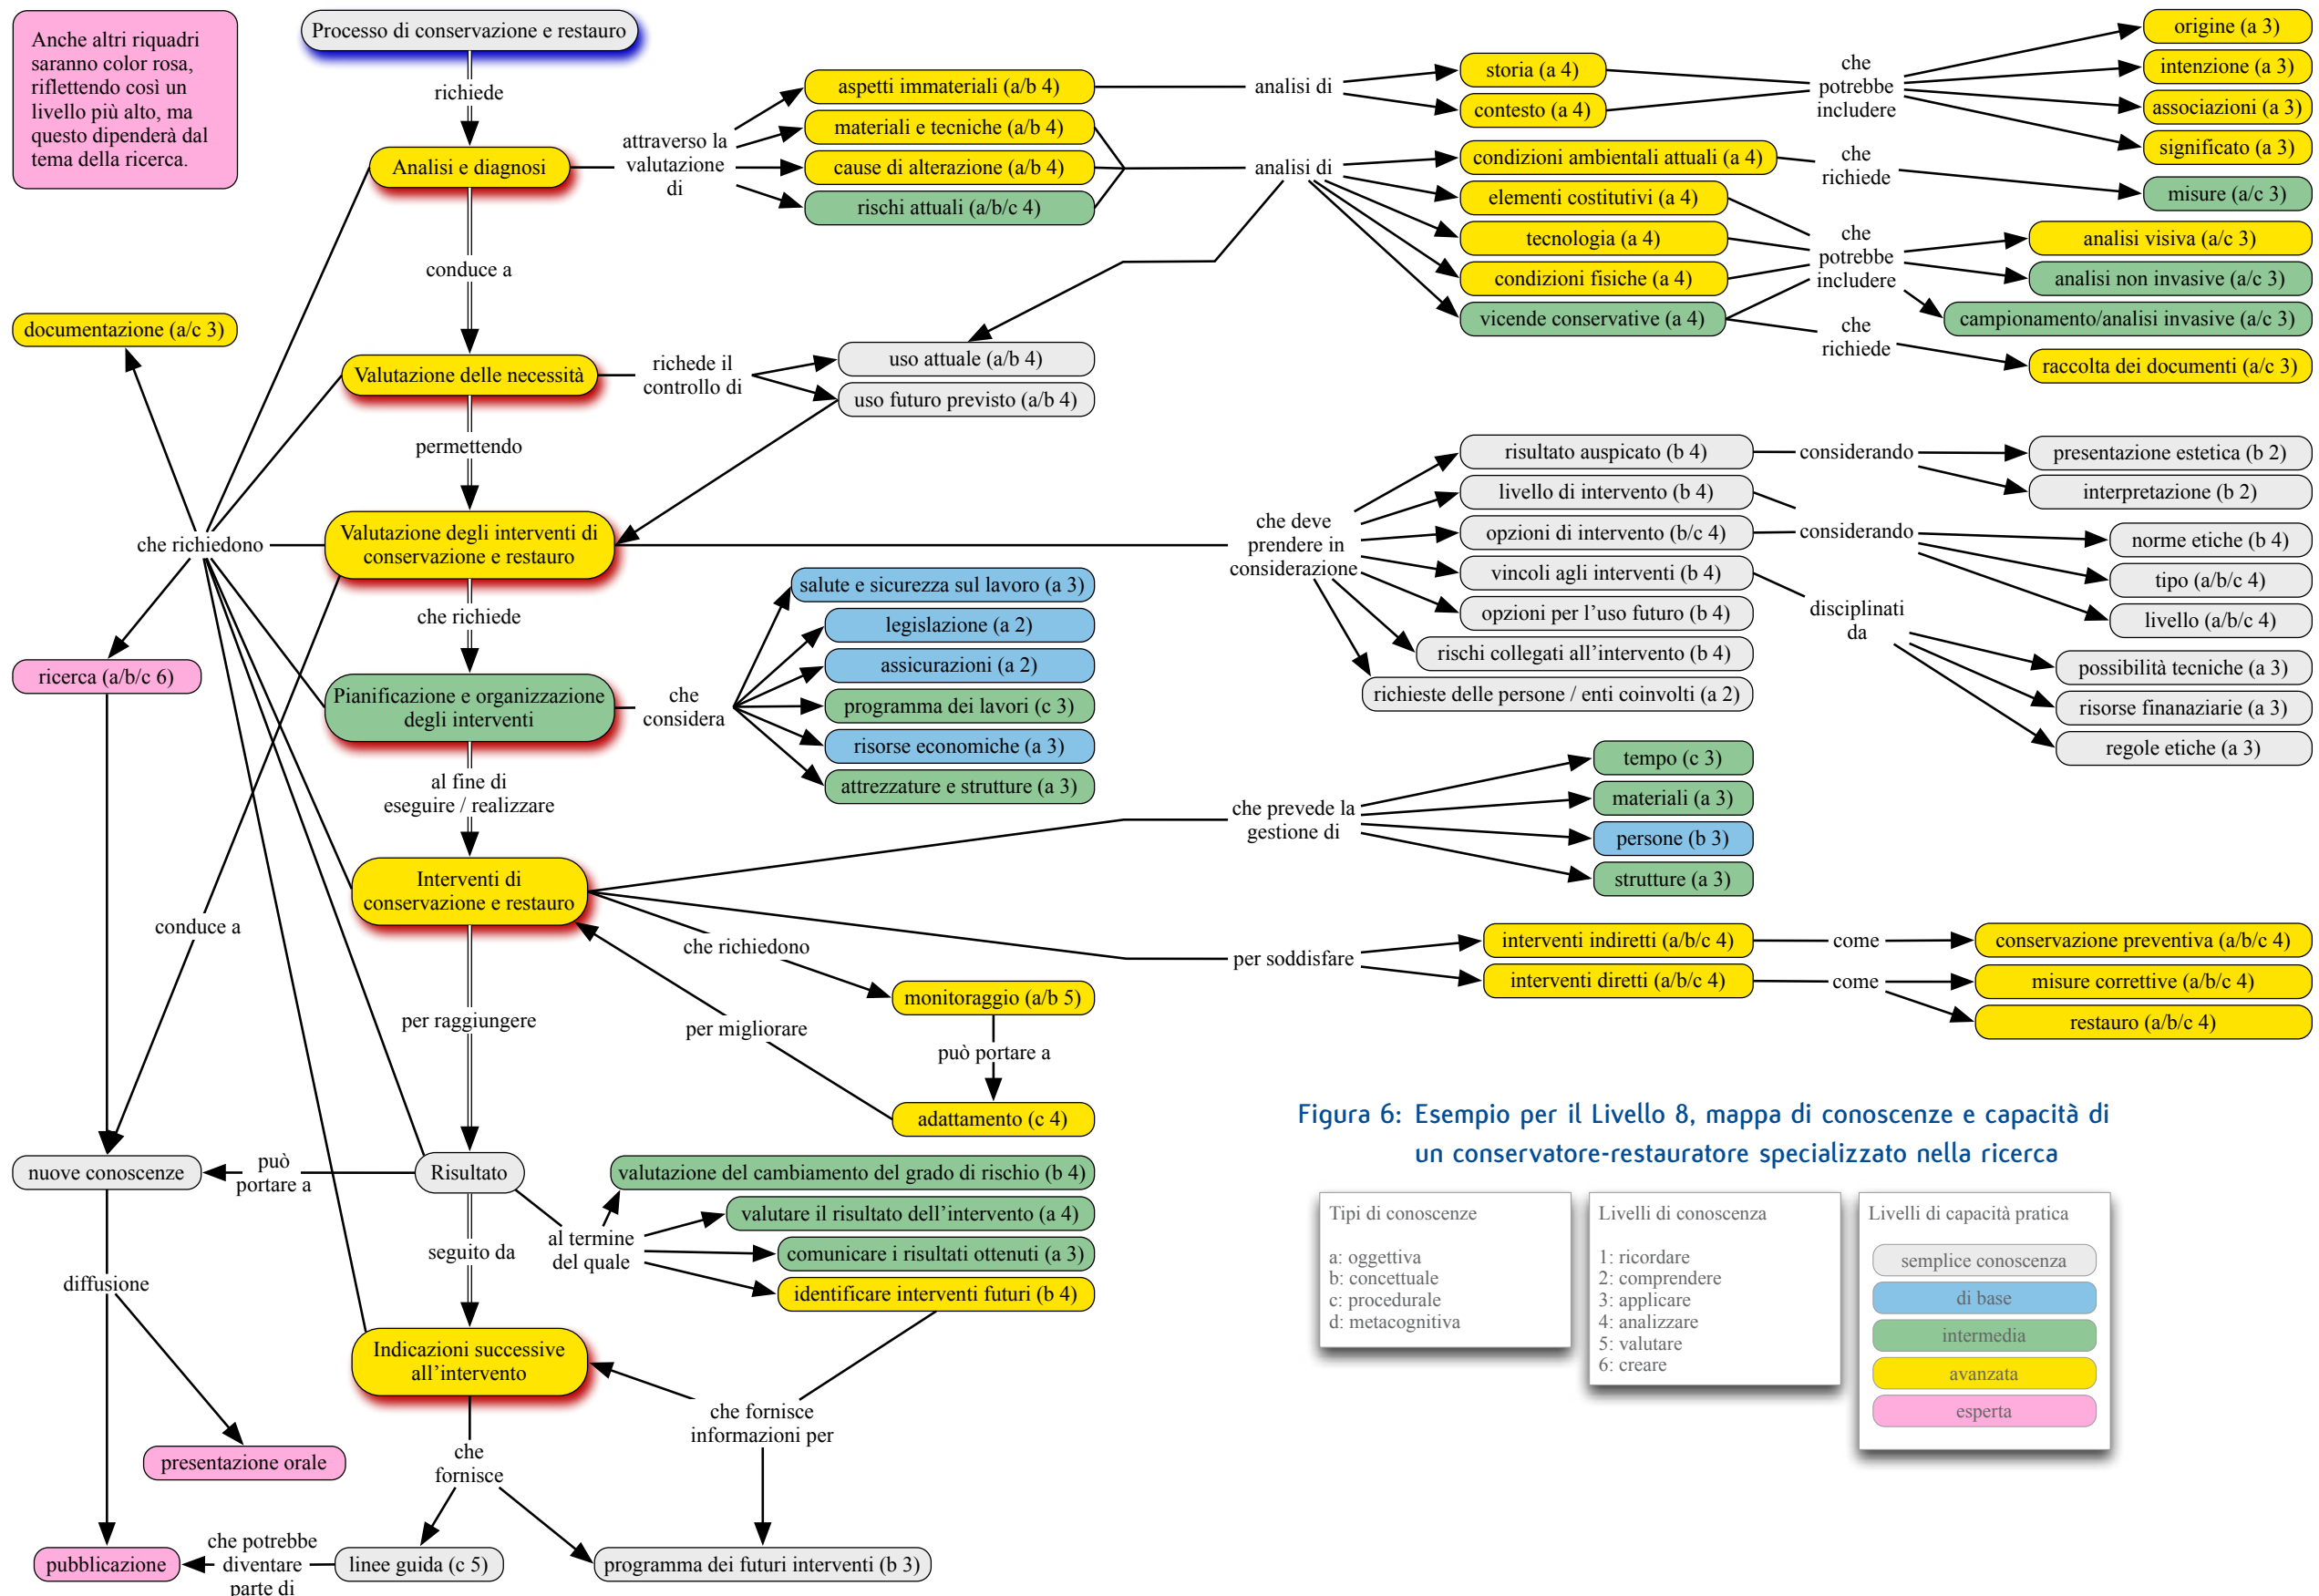 Anche altri riquadri
saranno color rosa,
riflettendo così un
livello più alto, ma
questo dipenderà dal
tema della ricerca.
Processo di conservazione e restauro
richiede
Analisi e diagnosi
attraverso la
valutazione
di
aspetti immateriali (a/b 4)
materiali e tecniche (a/b 4)
cause di alterazione (a/b 4)
rischi attuali (a/b/c 4)
analisi di
storia (a 4)
contesto (a 4)
che
potrebbe
includere
origine (a 3)
intenzione (a 3)
associazioni (a 3)
significato (a 3)
analisi di
condizioni ambientali attuali (a 4)
elementi costitutivi (a 4)
tecnologia (a 4)
condizioni fisiche (a 4)
vicende conservative (a 4)
che
richiede
misure (a/c 3)
che
potrebbe
includere
analisi visiva (a/c 3)
analisi non invasive (a/c 3)
campionamento/analisi invasive (a/c 3)
che
richiede
raccolta dei documenti (a/c 3)
conduce a
documentazione (a/c 3)
Valutazione delle necessità
richede il
controllo di
uso attuale (a/b 4)
uso futuro previsto (a/b 4)
permettendo
che richiedono
Valutazione degli interventi di
conservazione e restauro
che deve
prendere in
considerazione
risultato auspicato (b 4)
livello di intervento (b 4)
opzioni di intervento (b/c 4)
vincoli agli interventi (b 4)
opzioni per l'uso futuro (b 4)
rischi collegati all'intervento (b 4)
richieste delle persone / enti coinvolti (a 2)
considerando
presentazione estetica (b 2)
interpretazione (b 2)
considerando
norme etiche (b 4)
tipo (a/b/c 4)
livello (a/b/c 4)
disciplinati
da
possibilità tecniche (a 3)
risorse finanaziarie (a 3)
regole etiche (a 3)
che richiede
ricerca (a/b/c 6)
Pianificazione e organizzazione
degli interventi
che
considera
salute e sicurezza sul lavoro (a 3)
legislazione (a 2)
assicurazioni (a 2)
programma dei lavori (c 3)
risorse economiche (a 3)
attrezzature e strutture (a 3)
al fine di
eseguire / realizzare
che prevede la
gestione di
tempo (c 3)
materiali (a 3)
persone (b 3)
strutture (a 3)
Interventi di
conservazione e restauro
conduce a
che richiedono
per soddisfare
interventi indiretti (a/b/c 4)
interventi diretti (a/b/c 4)
come
conservazione preventiva (a/b/c 4)
come
misure correttive (a/b/c 4)
restauro (a/b/c 4)
monitoraggio (a/b 5)
per raggiungere
per migliorare
può portare a
adattamento (c 4)
nuove conoscenze
può
portare a
Risultato
al termine
del quale
valutazione del cambiamento del grado di rischio (b 4)
valutare il risultato dell'intervento (a 4)
comunicare i risultati ottenuti (a 3)
identificare interventi futuri (b 4)
seguito da
diffusione
Indicazioni successive
all'intervento
che fornisce
informazioni per
presentazione orale
che
fornisce
pubblicazione
che potrebbe
diventare
parte di
linee guida (c 5)
programma dei futuri interventi (b 3)
Figura 6: Esempio per il Livello 8, mappa di conoscenze e capacità di
un conservatore-restauratore specializzato nella ricerca
Tipi di conoscenze
a: oggettiva
b: concettuale
c: procedurale
d: metacognitiva
Livelli di conoscenza
1: ricordare
2: comprendere
3: applicare
4: analizzare
5: valutare
6: creare
Livelli di capacità pratica
semplice conoscenza
di base
intermedia
avanzata
esperta